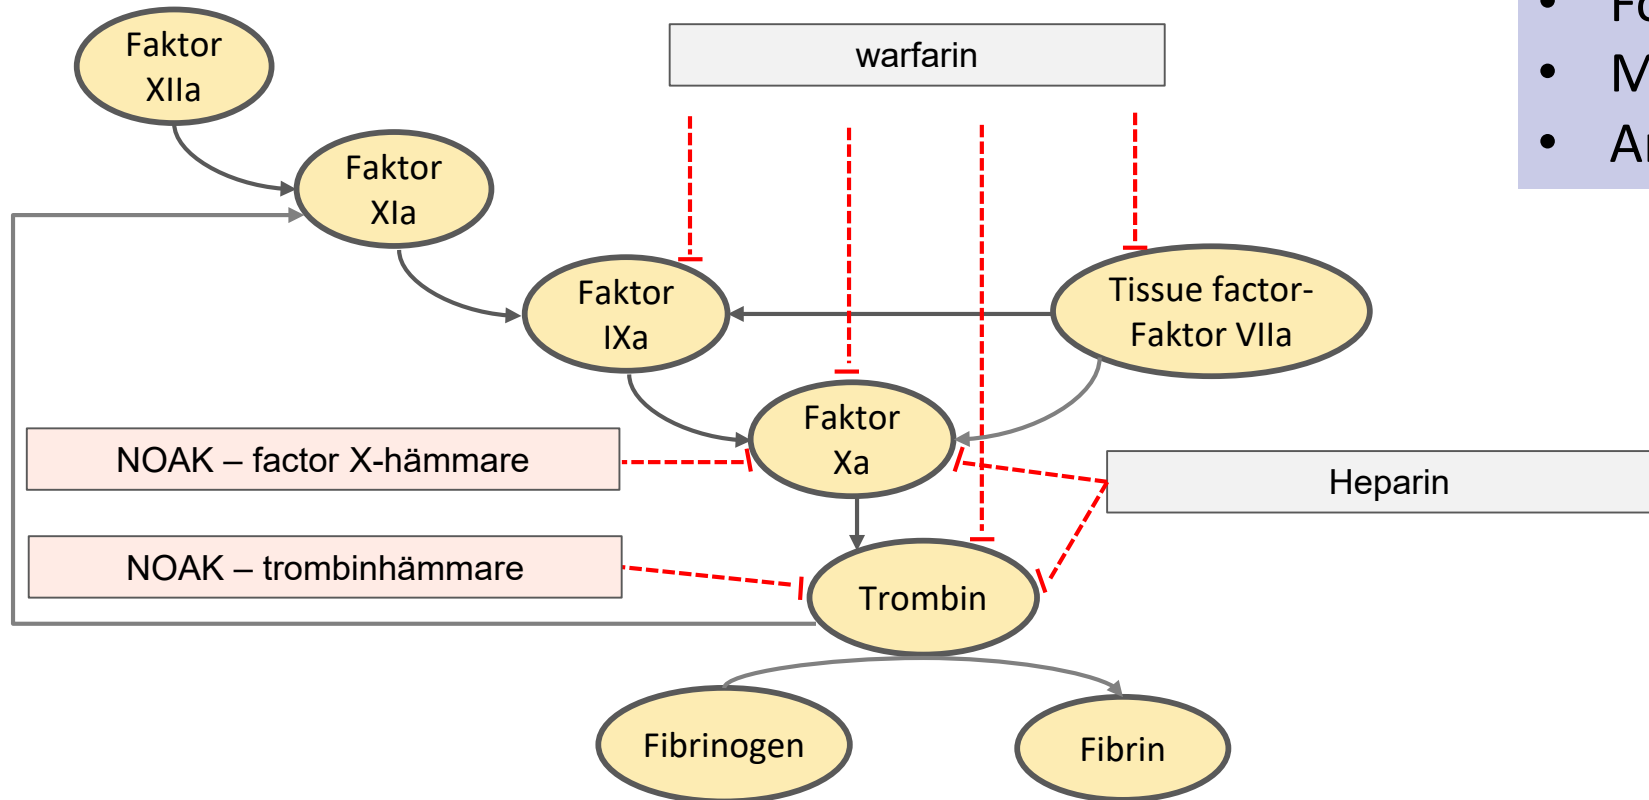 Faktor
XIIa
warfarin
Faktor
XIa
Faktor
IXa
Tissue factor-
Faktor VIIa
Faktor
Xa
NOAK – factor X-hämmare
Heparin
NOAK – trombinhämmare
Trombin
Fibrinogen
Fibrin